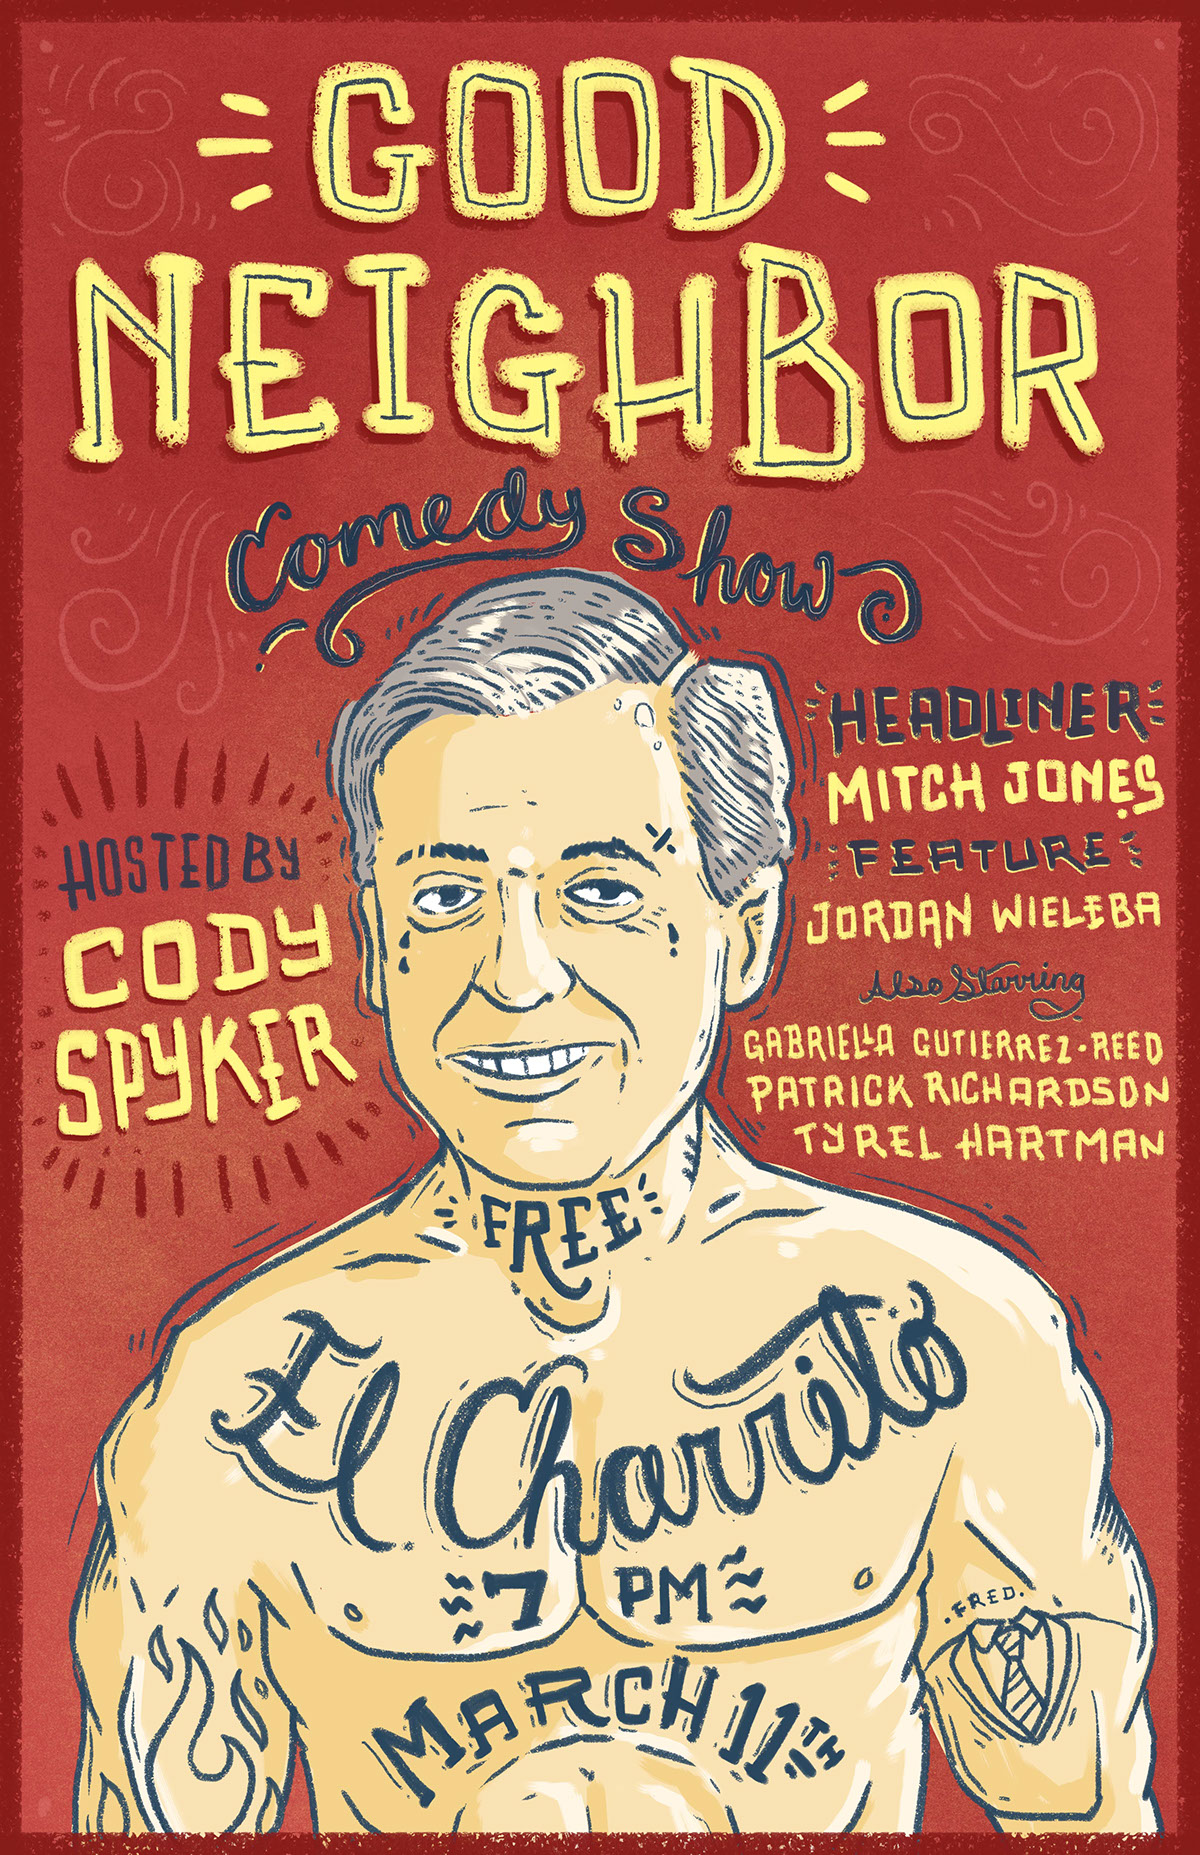 GOOD
NEIGHBOR
Comedy Show
HOSTED BY
CODY
SPYKER
HEADLINER
MITCH JONES
FEATURE
JORDAN WIELEBA
Also Starring
GABRIELLA GUTIERREZ-REED
PATRICK RICHARDSON
TYREL HARTMAN
FREE
El Charrito
7 PM
MARCH 11TH
.FRED.